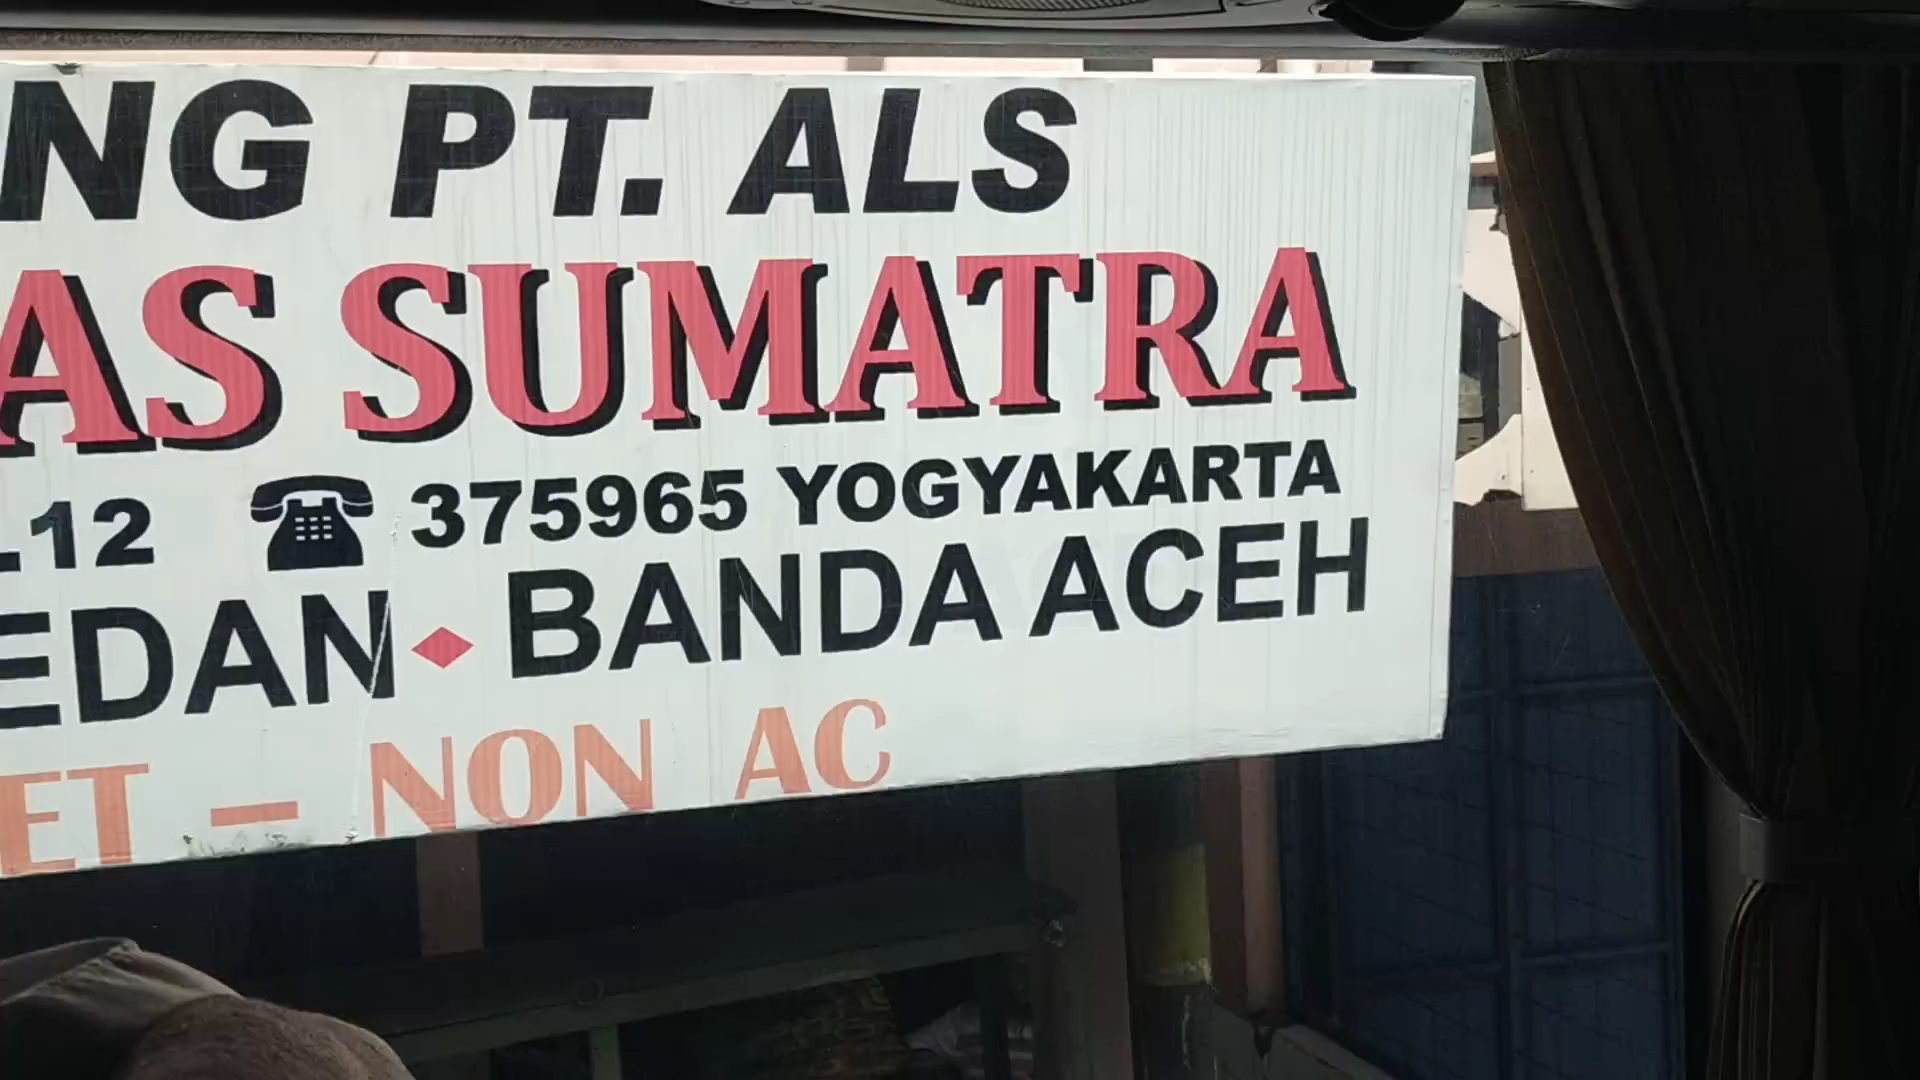 NG PT. ALS
AS SUMATRA
.12 ☎ 375965 YOGYAKARTA
EDAN ♦ BANDA ACEH
ET - NON AC